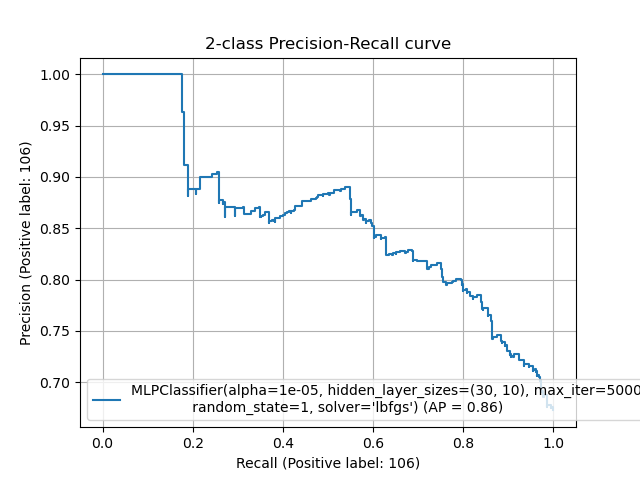 2-class Precision-Recall curve
1.00
0.95
0.90
0.85
0.80
0.75
0.70
Precision (Positive label: 106)
MLPClassifier(alpha=1e-05, hidden_layer_sizes=(30, 10), max_iter=5000
random_state=1, solver='lbfgs') (AP = 0.86)
0.0 0.2 0.4 0.6 0.8 1.0
Recall (Positive label: 106)